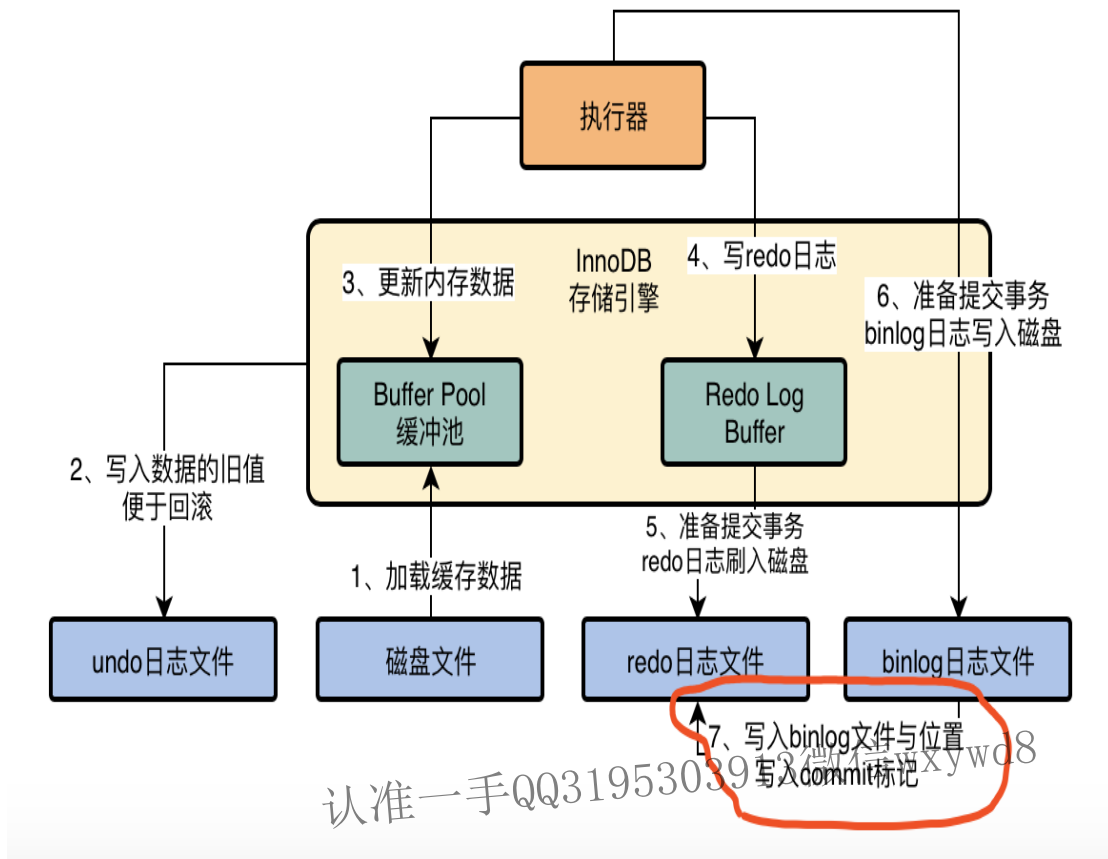 执行器
InnoDB
存储引擎
3、更新内存数据
4、写redo日志
6、准备提交事务
binlog日志写入磁盘
Buffer Pool
缓冲池
Redo Log
Buffer
2、写入数据的旧值
便于回滚
1、加载缓存数据
5、准备提交事务
redo日志刷入磁盘
undo日志文件
磁盘文件
redo日志文件
binlog日志文件
7、写入binlog文件与位置
写入commit标记
认准一手QQ3195303913微信wxywd8